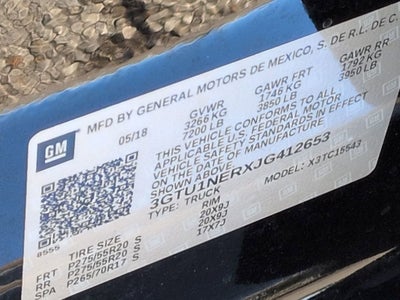 GM
MFD BY GENERAL MOTORS DE MEXICO, S. DE R.L. DE C.
05/18
GVWR GAWR FRT GAWR RR
3266 KG 1746 KG 1792 KG
7200 LB 3850 LB 3950 LB
THIS VEHICLE CONFORMS TO ALL
APPLICABLE U.S. FEDERAL MOTOR
VEHICLE SAFETY STANDARDS IN EFFECT
ON THE DATE OF MANUFACTURE
SHOWN ABOVE.
3GTU1NERXJG412653
TYPE: TRUCK MODEL: X3TC15543
8555
TIRE SIZE RIM
FRT P275/55R20 S 20X9J
RR P275/55R20 S 20X9J
SPA P265/70R17 S 17X7J